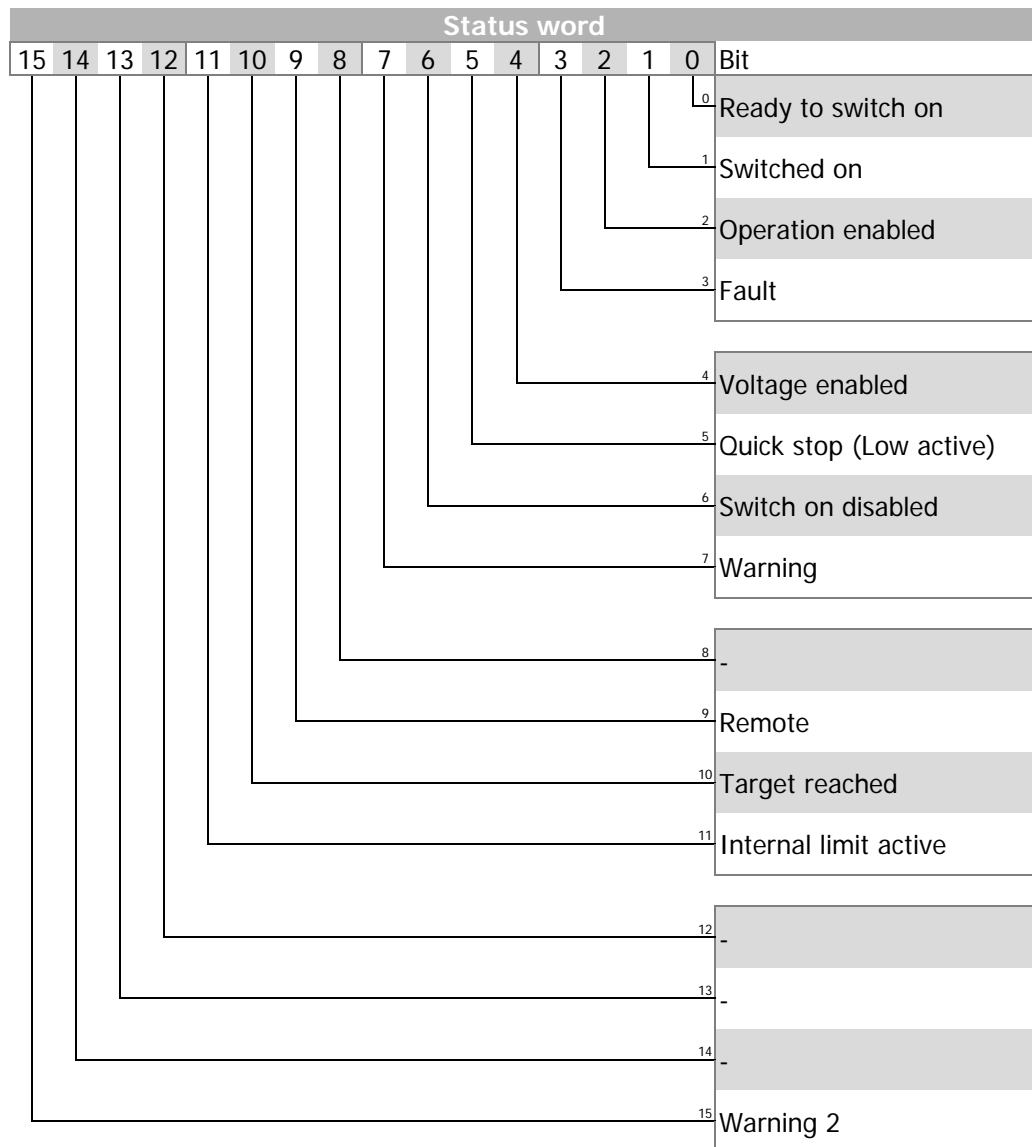 Status word
15 14 13 12 11 10 9 8 7 6 5 4 3 2 1 0 Bit
0 Ready to switch on
1 Switched on
2 Operation enabled
3 Fault
4 Voltage enabled
5 Quick stop (Low active)
6 Switch on disabled
7 Warning
8 -
9 Remote
10 Target reached
11 Internal limit active
12 -
13 -
14 -
15 Warning 2